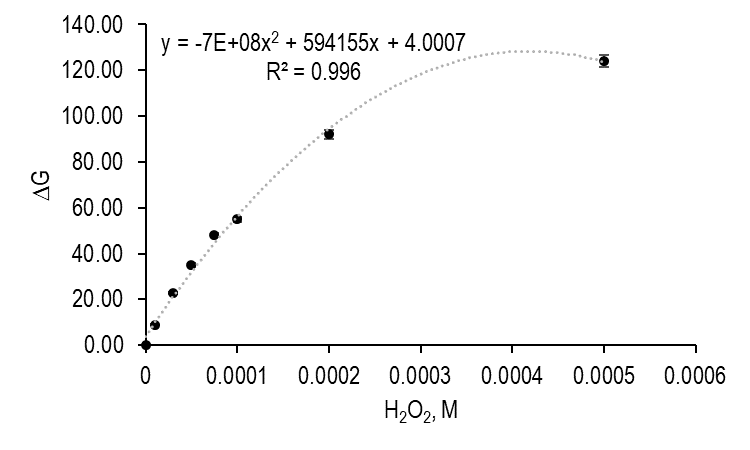 140.00
y = -7E+08x² + 594155x + 4.0007
R² = 0.996
120.00
100.00
80.00
60.00
40.00
20.00
0.00
ΔG
0 0.0001 0.0002 0.0003 0.0004 0.0005 0.0006
H₂O₂, M